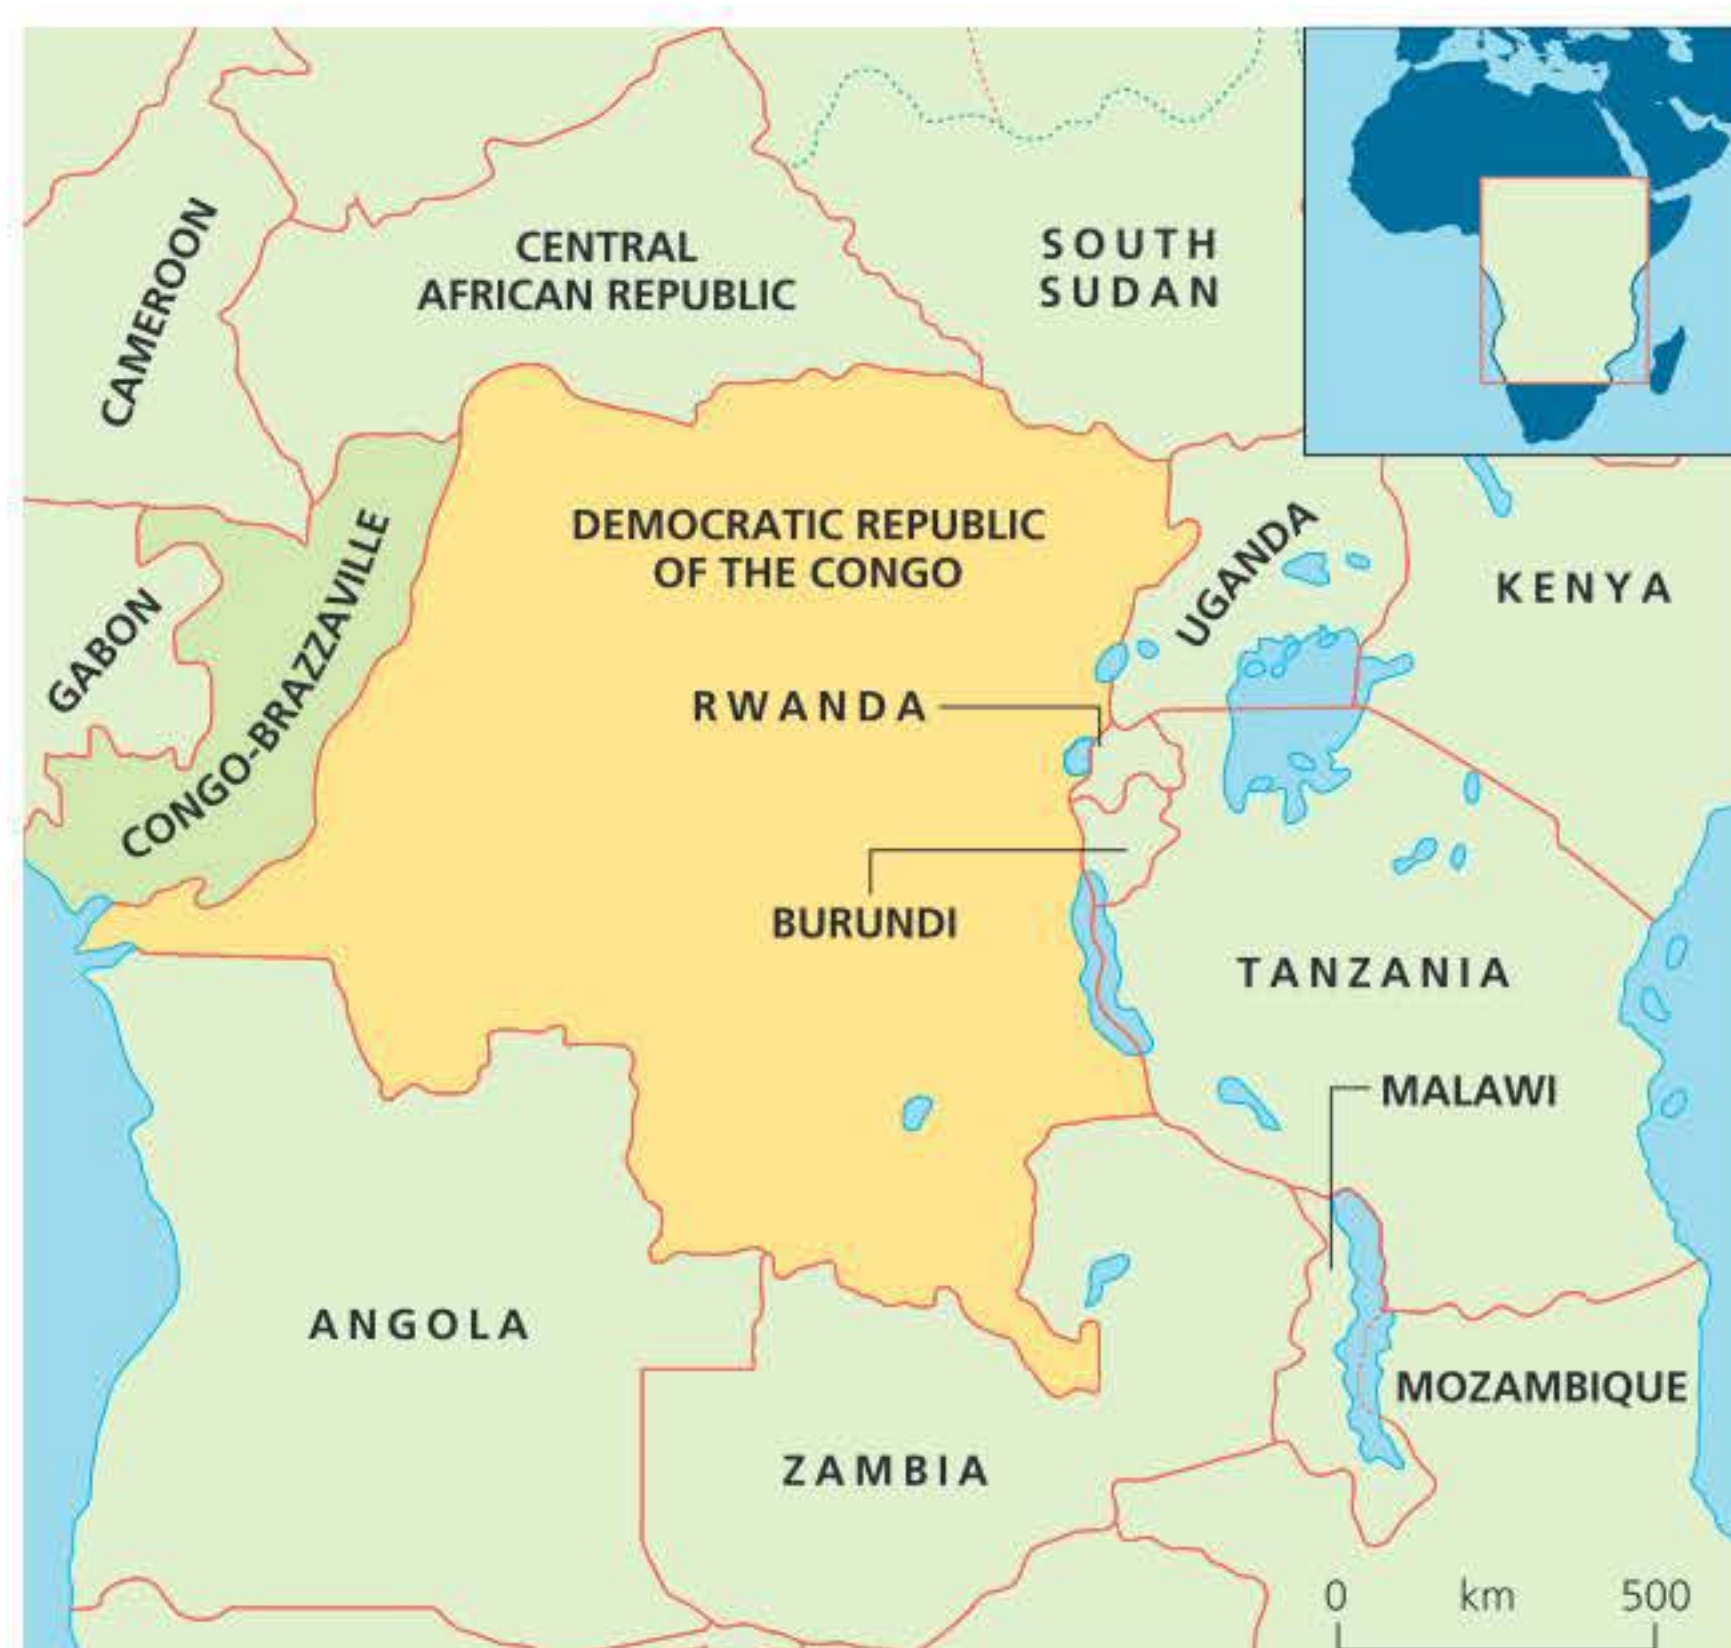 CENTRAL
AFRICAN REPUBLIC
SOUTH
SUDAN
CAMEROON
DEMOCRATIC REPUBLIC
OF THE CONGO
UGANDA
KENYA
GABON
CONGO-BRAZZAVILLE
RWANDA
BURUNDI
TANZANIA
MALAWI
ANGOLA
MOZAMBIQUE
ZAMBIA
0 km 500